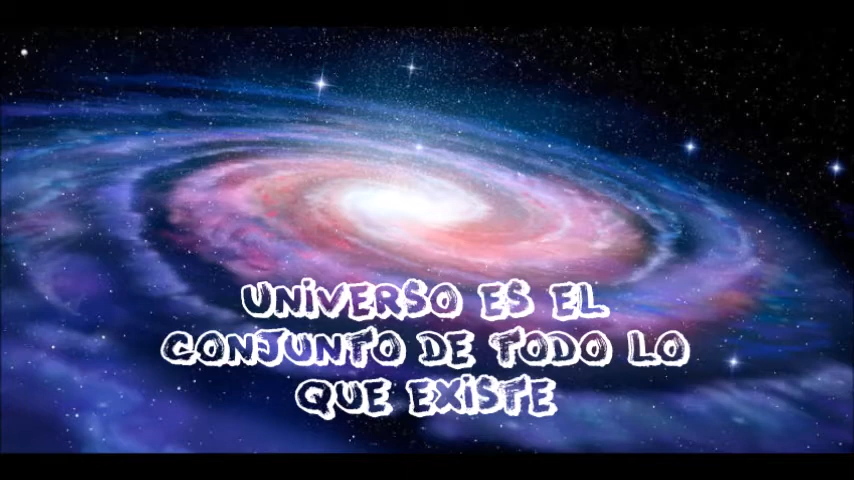 UNIVERSO ES EL
CONJUNTO DE TODO LO
QUE EXISTE